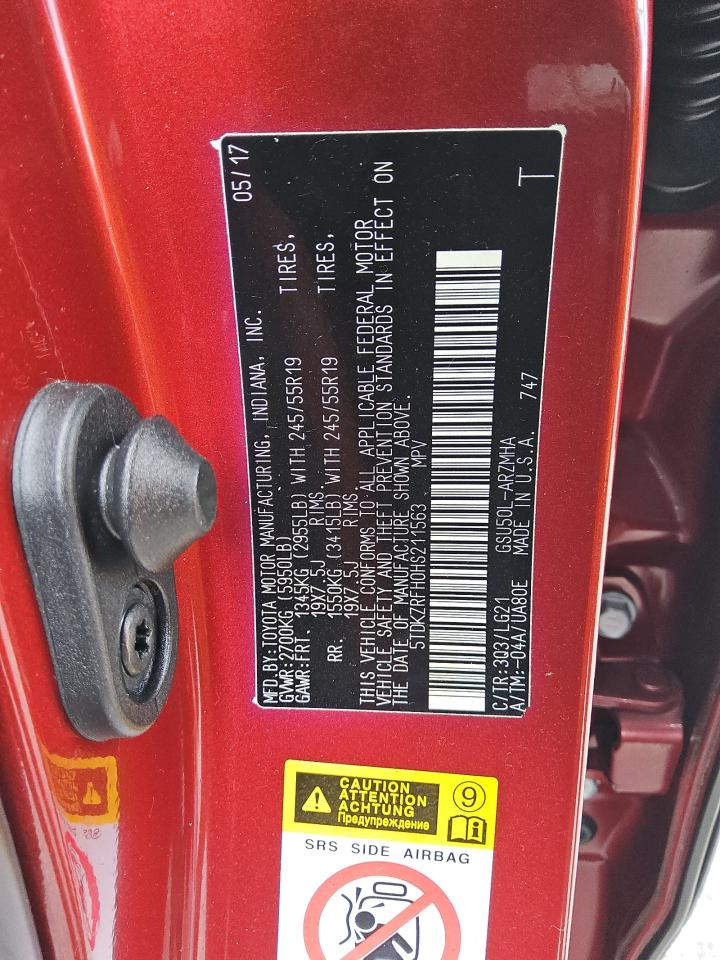 MFD.BY:TOYOTA MOTOR MANUFACTURING, INDIANA, INC. 05/17
GVWR:2700KG (5950LB)
GAWR:FRT. 1345KG (2955LB) WITH 245/55R19 TIRES,
19X7.5J RIMS
RR. 1550KG (3415LB) WITH 245/55R19 TIRES,
19X7.5J RIMS
THIS VEHICLE CONFORMS TO ALL APPLICABLE FEDERAL MOTOR
VEHICLE SAFETY AND THEFT PREVENTION STANDARDS IN EFFECT ON
THE DATE OF MANUFACTURE SHOWN ABOVE.
5TDKZRFH0HS211563 MPV
C/TR:303/LG21 GSU50L-ARZMHA
A/TM:-04A/UA80E MADE IN U.S.A. 747 T
CAUTION
ATTENTION
ACHTUNG
Предупреждение
9
SRS SIDE AIRBAG